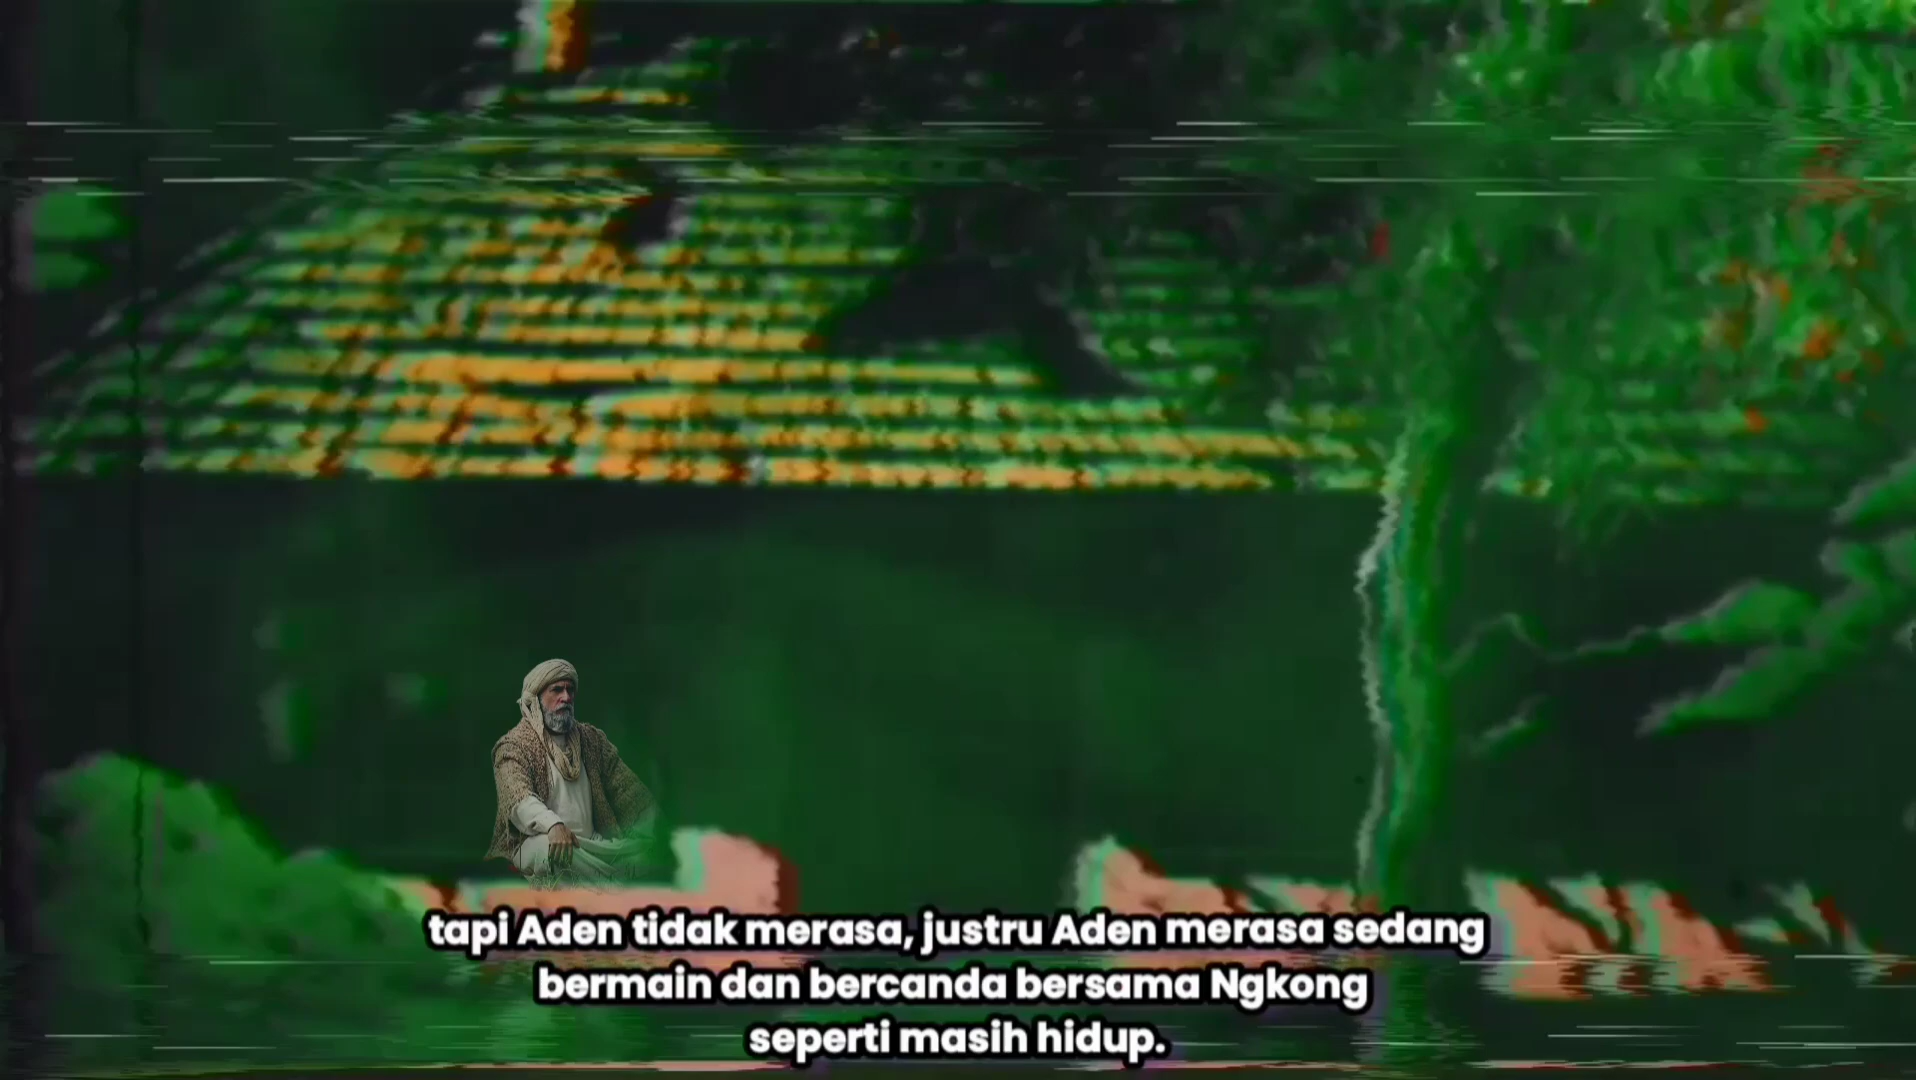 tapi Aden tidak merasa, justru Aden merasa sedang
bermain dan bercanda bersama Ngkong
seperti masih hidup.